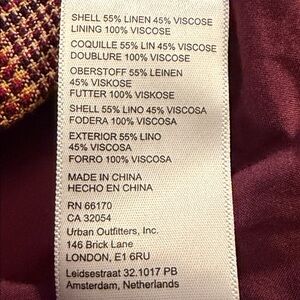 SHELL 55% LINEN 45% VISCOSE
LINING 100% VISCOSE
COQUILLE 55% LIN 45% VISCOSE
DOUBLURE 100% VISCOSE
OBERSTOFF 55% LEINEN
45% VISKOSE
FUTTER 100% VISKOSE
SHELL 55% LINO 45% VISCOSA
FODERA 100% VISCOSA
EXTERIOR 55% LINO
45% VISCOSA
FORRO 100% VISCOSA
MADE IN CHINA
HECHO EN CHINA
RN 66170
CA 32054
Urban Outfitters, Inc.
146 Brick Lane
LONDON, E1 6RU
Leidsestraat 32.1017 PB
Amsterdam, Netherlands